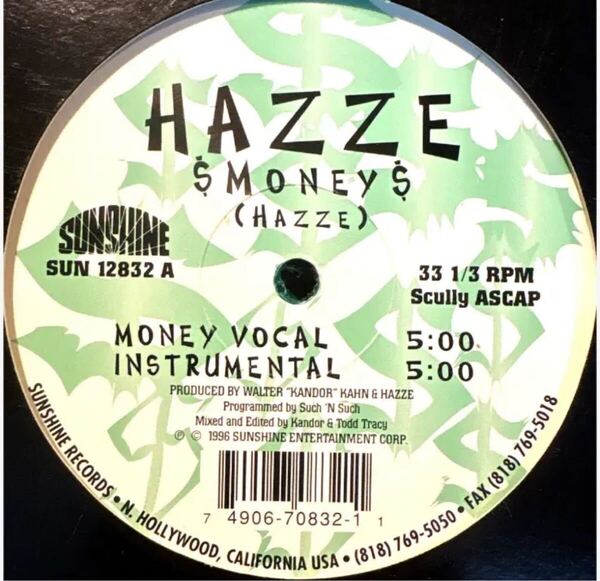 HAZZE
$MONEY$
(HAZZE)
SUNSHINE
SUN 12832 A
33 1/3 RPM
Scully ASCAP
MONEY VOCAL 5:00
INSTRUMENTAL 5:00
PRODUCED BY WALTER "KANDOR" KAHN & HAZZE
Programmed by Such 'N Such
Mixed and Edited by Kandor & Todd Tracy
℗ © 1996 SUNSHINE ENTERTAINMENT CORP.
7 4906-70832-1 1
SUNSHINE RECORDS • N. HOLLYWOOD, CALIFORNIA USA • (818) 769-5050 • FAX (818) 769-5018